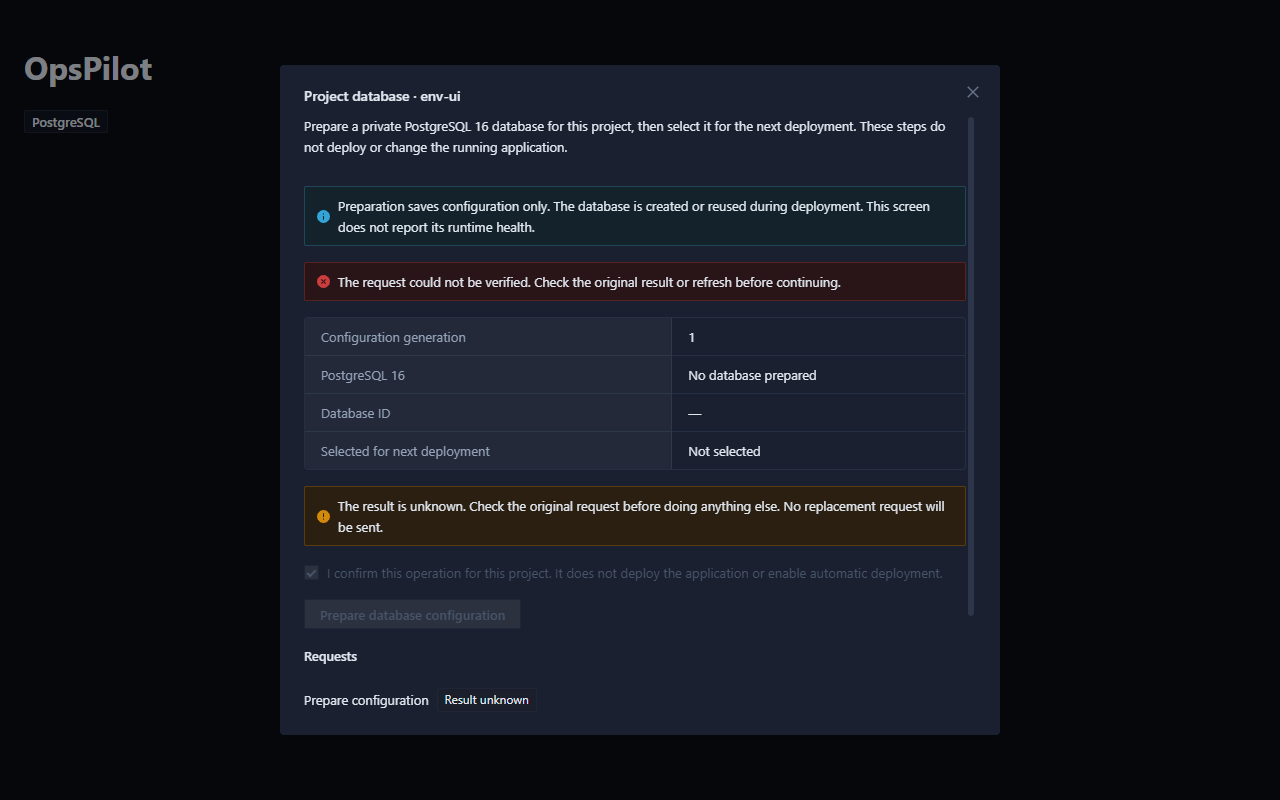 OpsPilot
PostgreSQL
Project database · env-ui
Prepare a private PostgreSQL 16 database for this project, then select it for the next deployment. These steps do
not deploy or change the running application.
Preparation saves configuration only. The database is created or reused during deployment. This screen
does not report its runtime health.
The request could not be verified. Check the original result or refresh before continuing.
Configuration generation 1
PostgreSQL 16 No database prepared
Database ID —
Selected for next deployment Not selected
The result is unknown. Check the original request before doing anything else. No replacement request will
be sent.
I confirm this operation for this project. It does not deploy the application or enable automatic deployment.
Prepare database configuration
Requests
Prepare configuration Result unknown